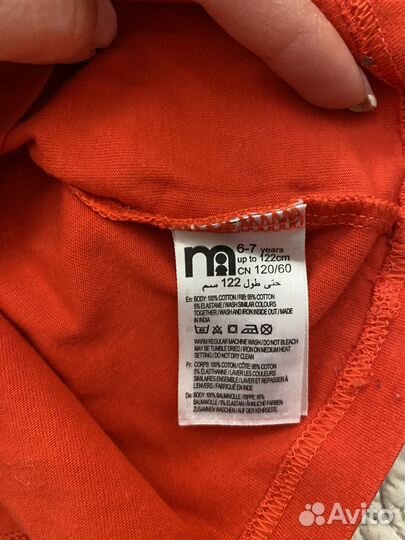 m
6-7 years
up to 122cm
CN 120/60
حتى طول 122 سم
En: BODY: 100% COTTON / RIB: 95% COTTON
5% ELASTANE / WASH SIMILAR COLOURS
TOGETHER / WASH AND IRON INSIDE OUT / MADE
IN INDIA
WARM REGULAR MACHINE WASH / DO NOT BLEACH
MAY BE TUMBLE DRIED / IRON ON MEDIUM HEAT
SETTING / DO NOT DRY CLEAN
Fr: CORPS: 100% COTON / CÔTE: 95% COTON
5% ÉLASTHANNE / LAVER LES COULEURS
SIMILAIRES ENSEMBLE / LAVER ET REPASSER À
L'ENVERS / FABRIQUÉ EN INDE
De: BODY: 100% BAUMWOLLE / RIPPE: 95%
BAUMWOLLE / 5% ELASTAN / ÄHNLICHE FARBEN
ZUSAMMEN WASCHEN / AUF DER KEHRSEITE
Avito